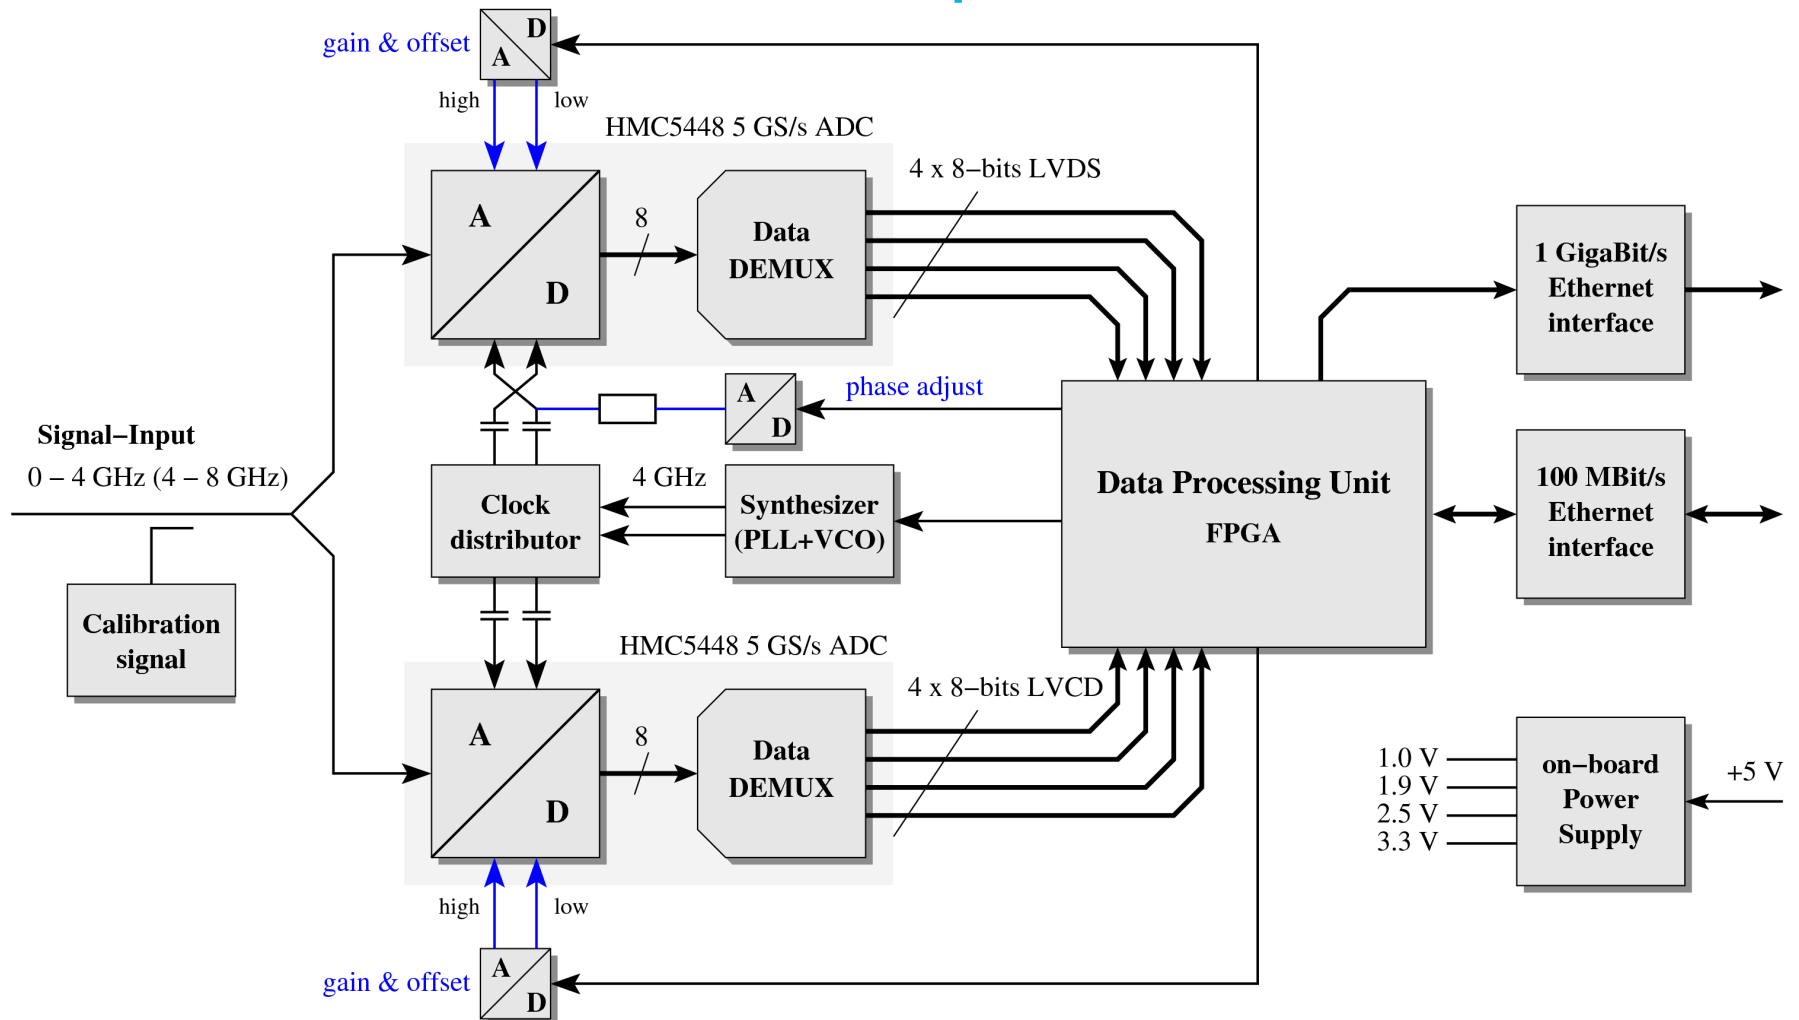 D
A
gain & offset
high
low
HMC5448 5 GS/s ADC
4 x 8−bits LVDS
A
D
8
Data
DEMUX
1 GigaBit/s
Ethernet
interface
phase adjust
A
D
Signal−Input
0 – 4 GHz (4 – 8 GHz)
Clock
distributor
4 GHz
Synthesizer
(PLL+VCO)
Data Processing Unit
FPGA
100 MBit/s
Ethernet
interface
Calibration
signal
HMC5448 5 GS/s ADC
4 x 8−bits LVCD
A
D
8
Data
DEMUX
1.0 V
1.9 V
2.5 V
3.3 V
on−board
Power
Supply
+5 V
high
low
gain & offset
A
D